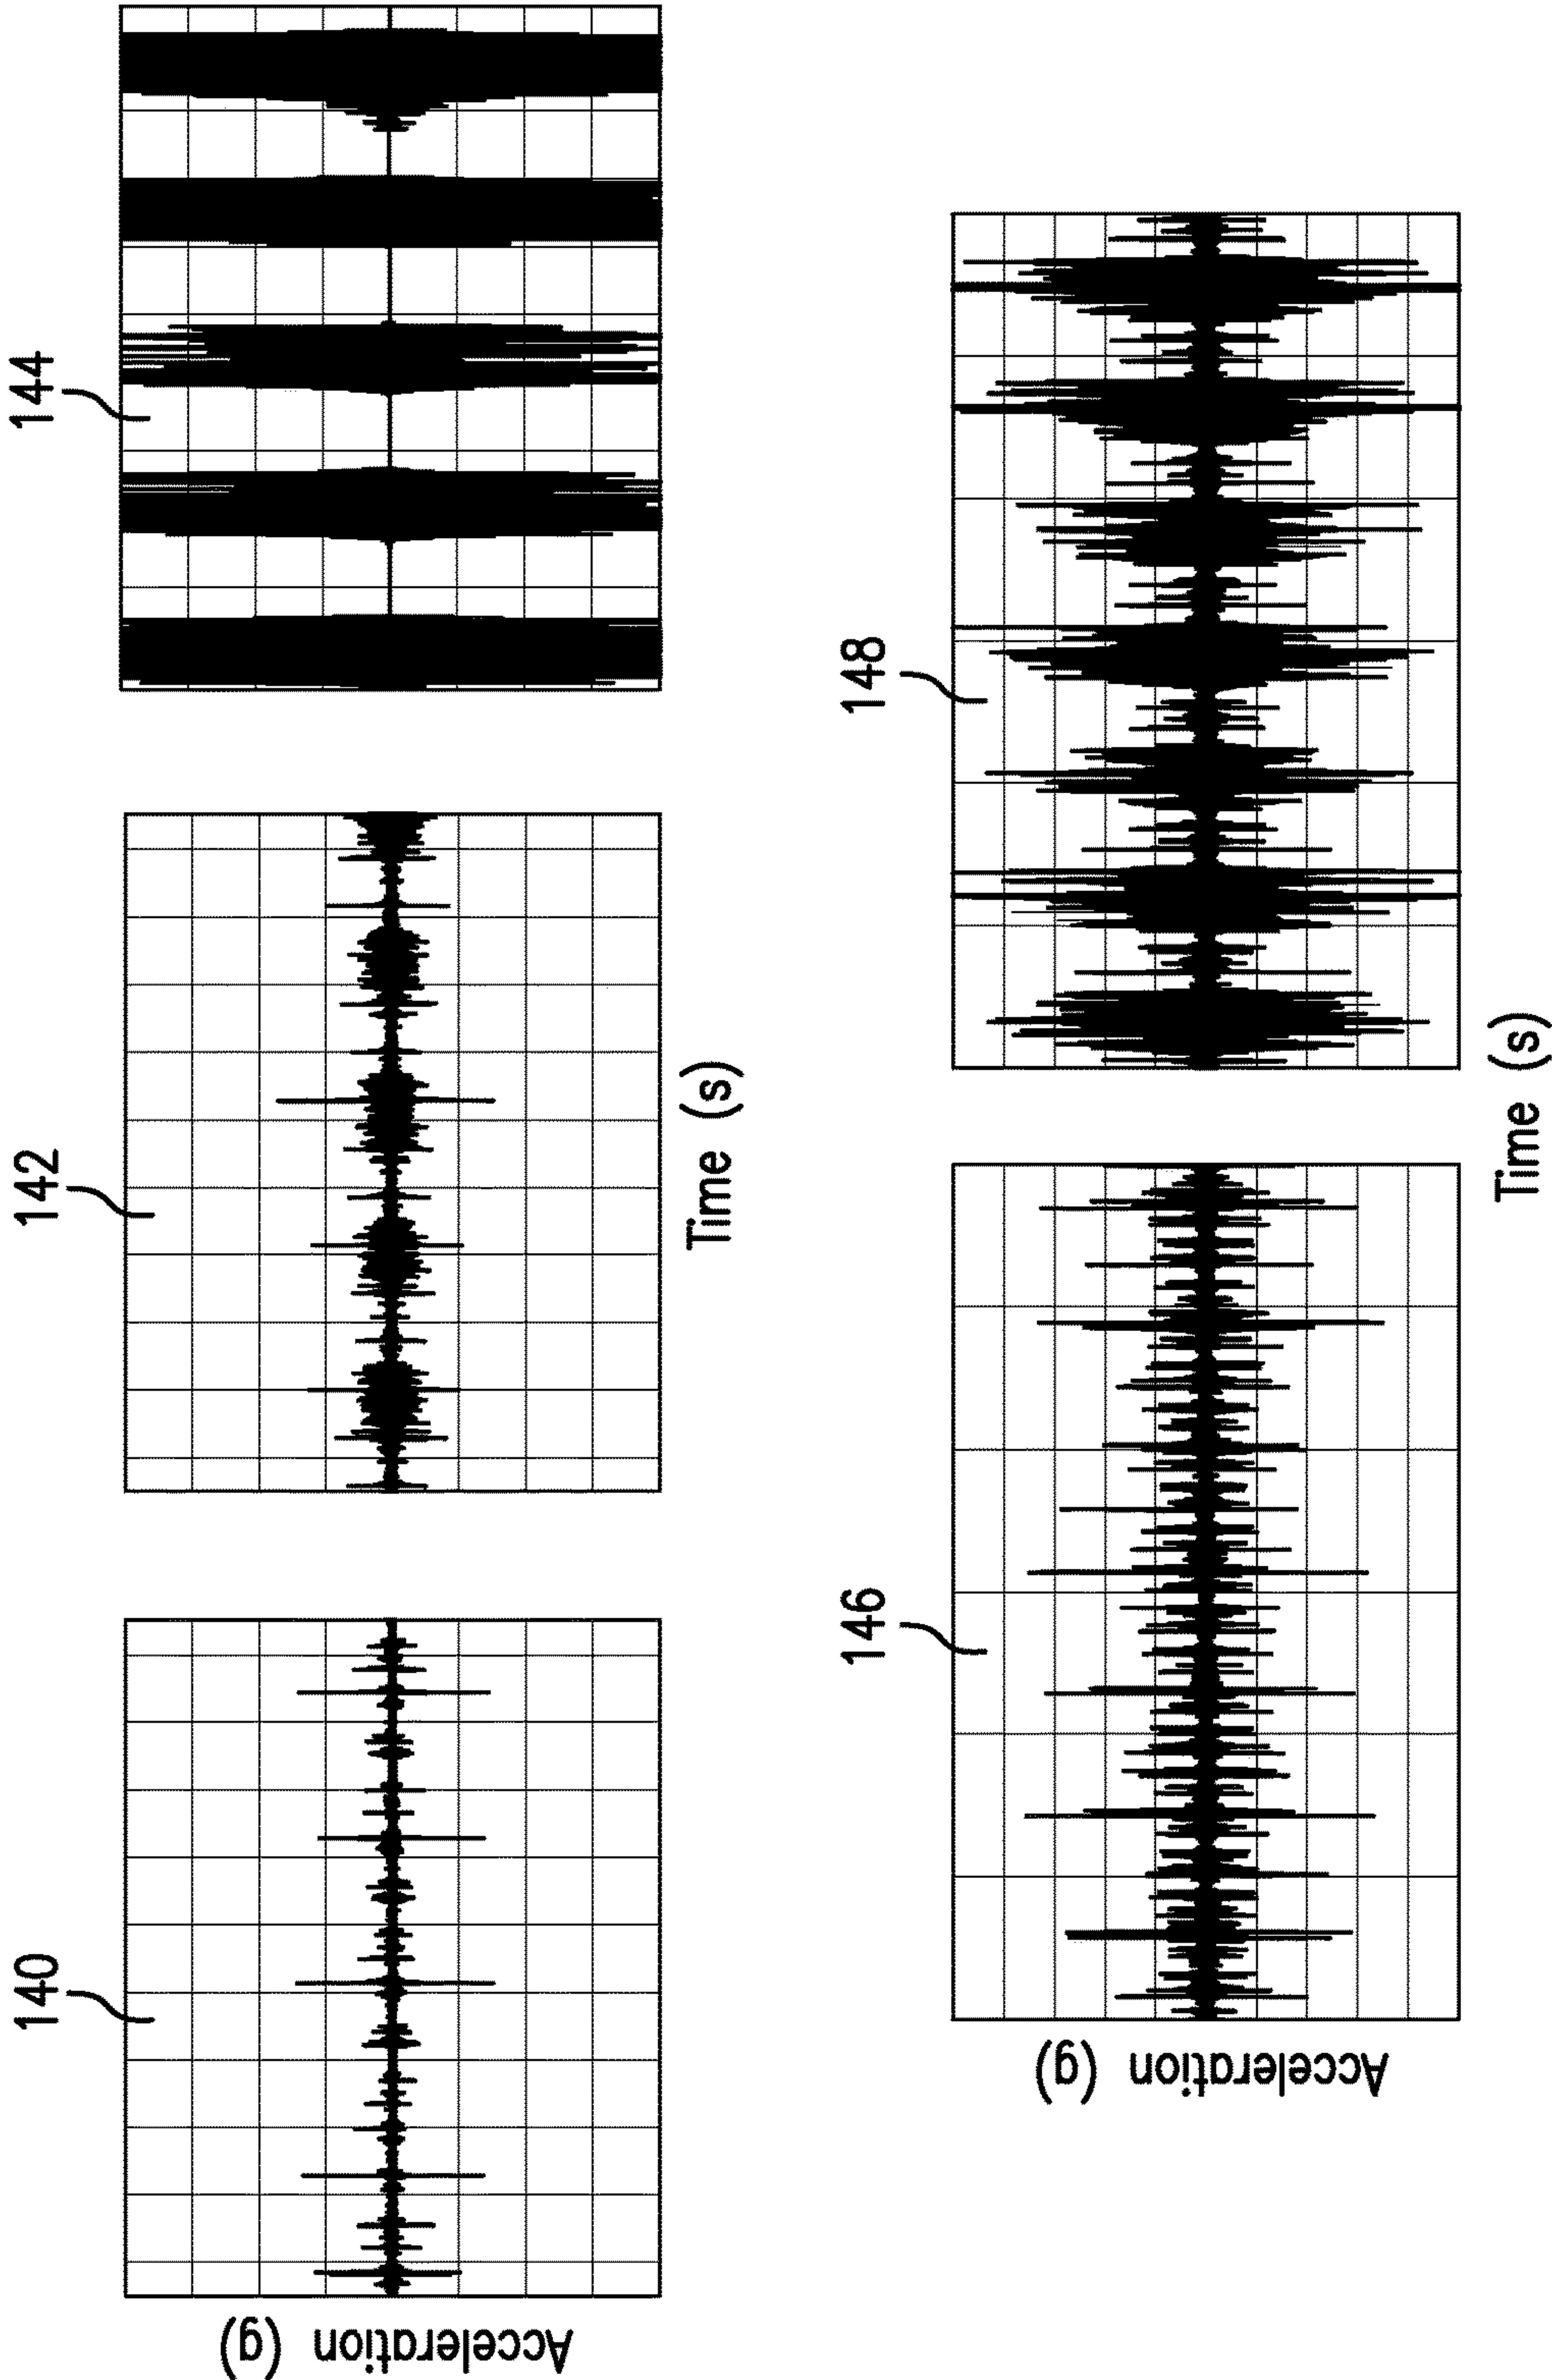 140
142
144
Acceleration (g)
Time (s)
146
148
Acceleration (g)
Time (s)